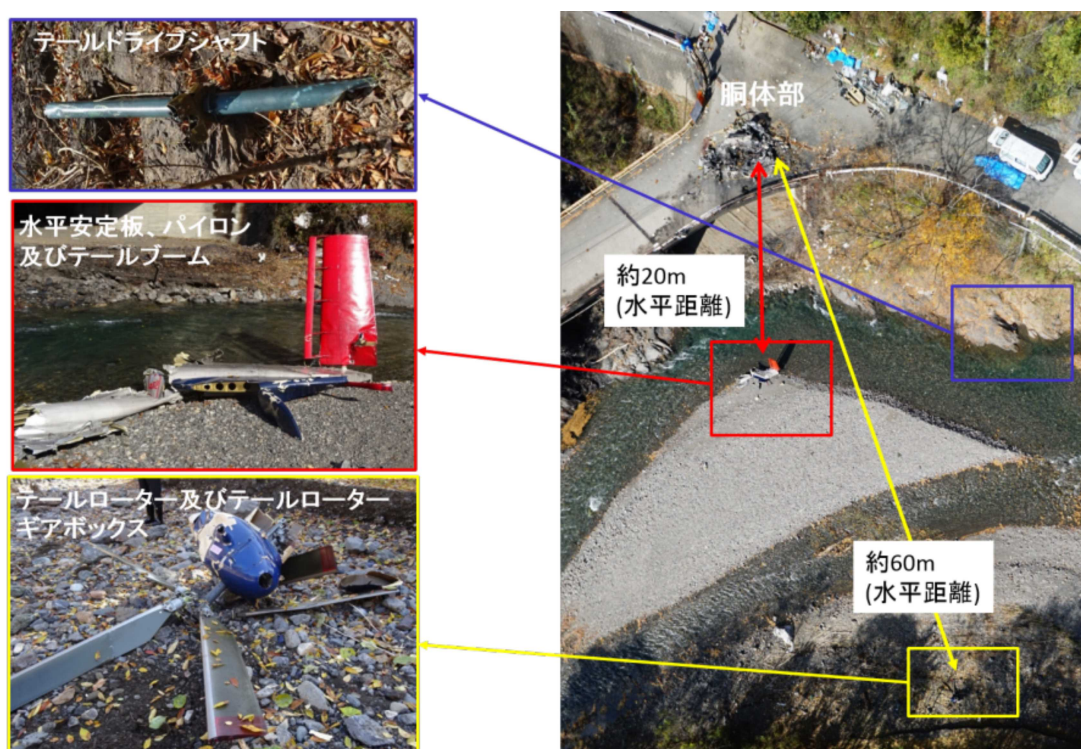 テールドライブシャフト
水平安定板、パイロン
及びテールブーム
テールローター及びテールローター
ギアボックス
胴体部
約20m
(水平距離)
約60m
(水平距離)